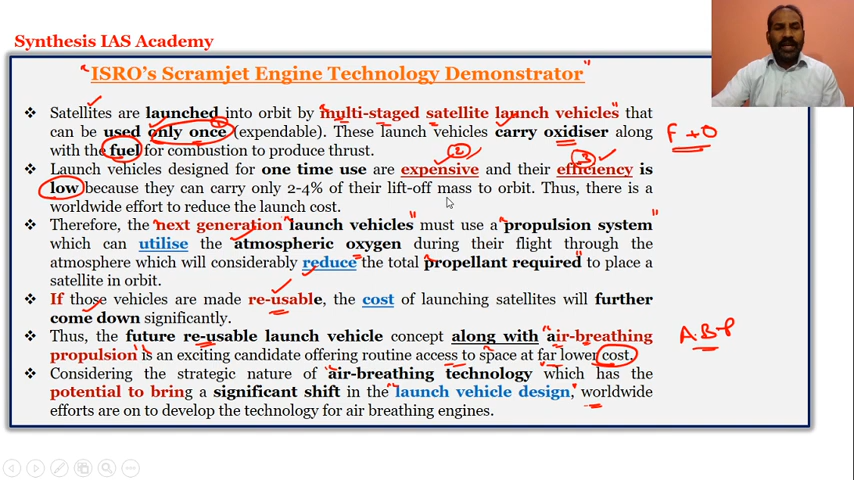 Synthesis IAS Academy
"ISRO's Scramjet Engine Technology Demonstrator"
❖ Satellites are launched into orbit by "multi-staged satellite launch vehicles" that
can be used only once (expendable). These launch vehicles carry oxidiser along
with the fuel for combustion to produce thrust.
F + O
❖ Launch vehicles designed for one time use are expensive and their efficiency is
low because they can carry only 2-4% of their lift-off mass to orbit. Thus, there is a
worldwide effort to reduce the launch cost.
❖ Therefore, the "next generation "launch vehicles" must use a "propulsion system"
which can utilise the atmospheric oxygen during their flight through the
atmosphere which will considerably reduce the total propellant required" to place a
satellite in orbit.
❖ If those vehicles are made re-usable, the cost of launching satellites will further
come down significantly.
❖ Thus, the future re-usable launch vehicle concept along with "air-breathing
propulsion" is an exciting candidate offering routine access to space at far lower cost.
A.B.P
❖ Considering the strategic nature of "air-breathing technology" which has the
potential to bring a significant shift in the "launch vehicle design," worldwide
efforts are on to develop the technology for air breathing engines.
1
2
3